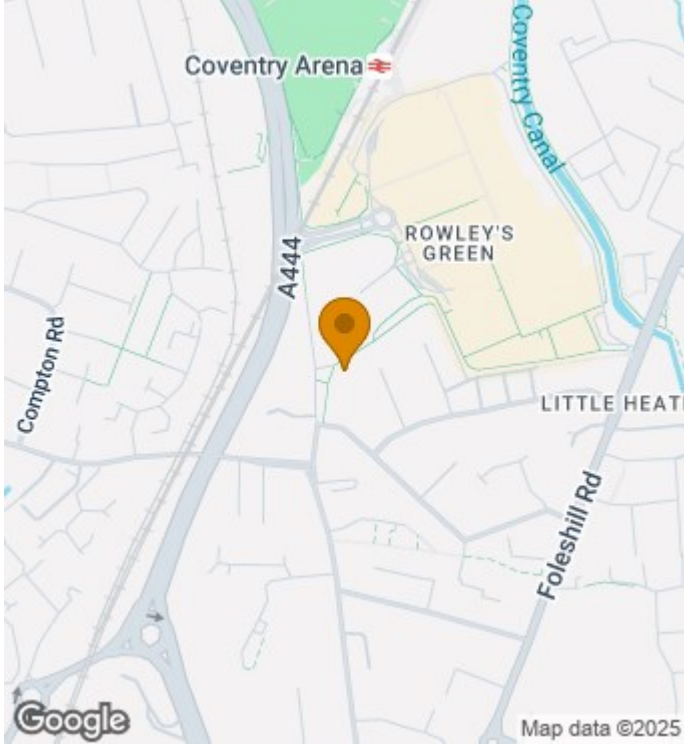 Coventry Arena
Coventry Canal
ROWLEY'S
GREEN
A444
Compton Rd
LITTLE HEAT
Foleshill Rd
Google
Map data ©2025